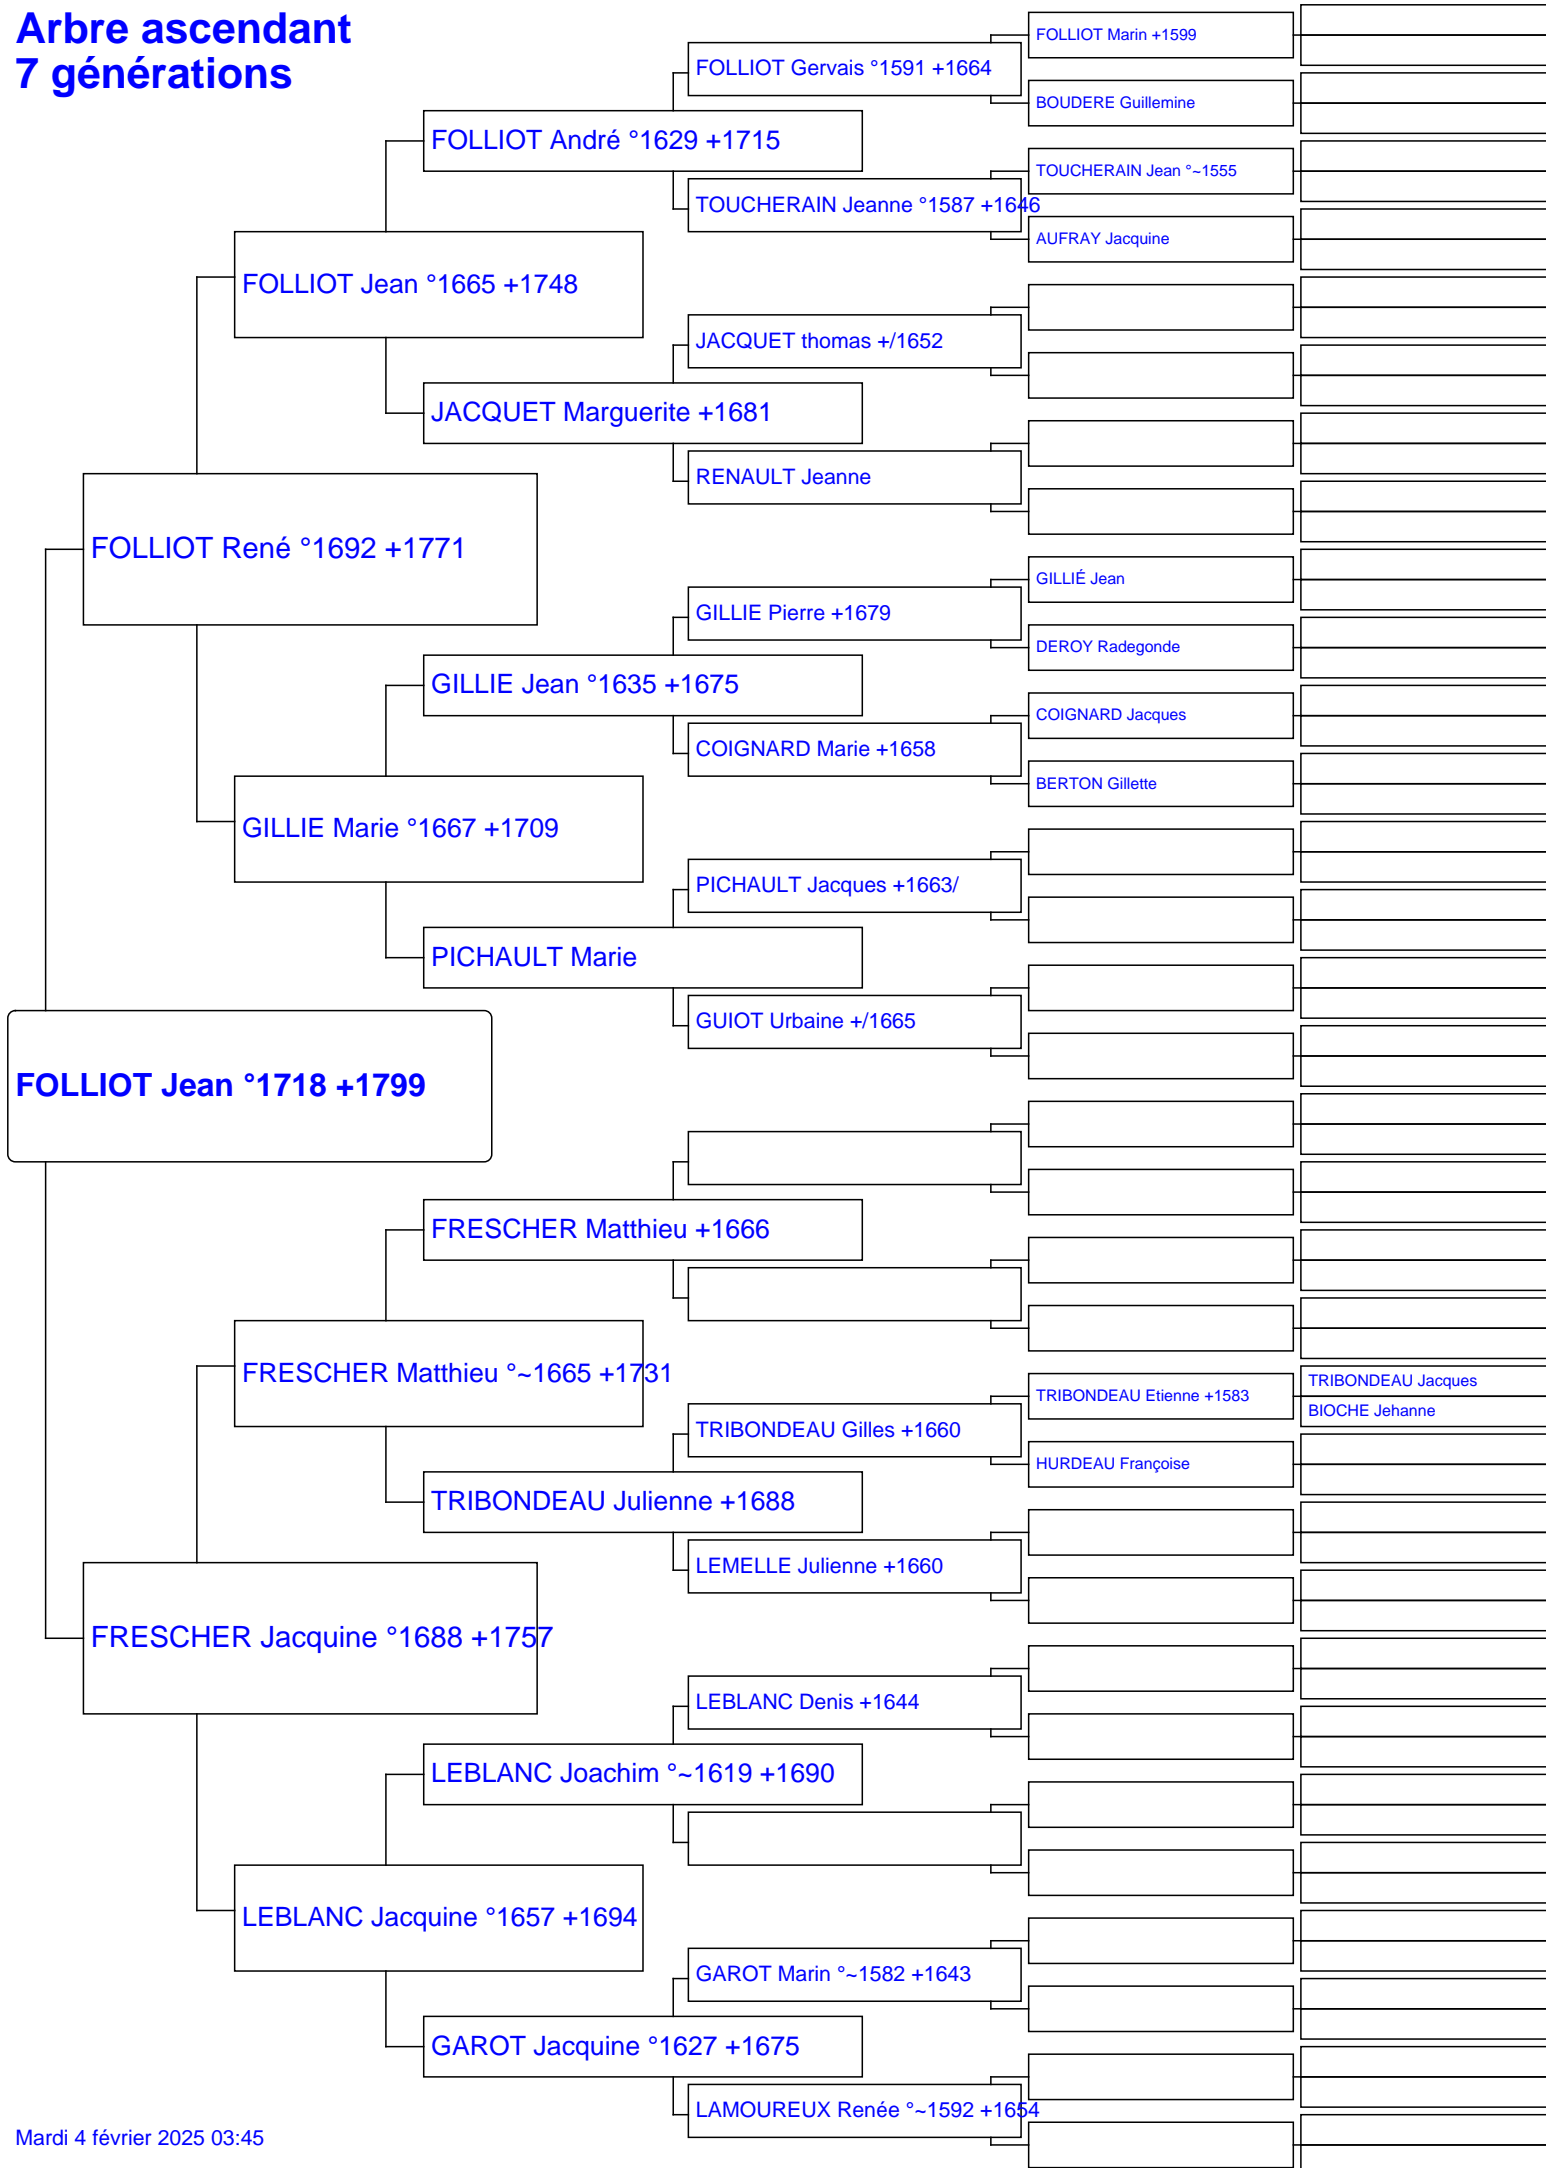 Arbre ascendant
7 générations
FOLLIOT Marin +1599
FOLLIOT Gervais °1591 +1664
BOUDERE Guillemine
FOLLIOT André °1629 +1715
TOUCHERAIN Jean °~1555
TOUCHERAIN Jeanne °1587 +1646
AUFRAY Jacquine
FOLLIOT Jean °1665 +1748
JACQUET thomas +/1652
JACQUET Marguerite +1681
RENAULT Jeanne
FOLLIOT René °1692 +1771
GILLIÉ Jean
GILLIE Pierre +1679
DEROY Radegonde
GILLIE Jean °1635 +1675
COIGNARD Jacques
COIGNARD Marie +1658
BERTON Gillette
GILLIE Marie °1667 +1709
PICHAULT Jacques +1663/
PICHAULT Marie
GUIOT Urbaine +/1665
FOLLIOT Jean °1718 +1799
FRESCHER Matthieu +1666
FRESCHER Matthieu °~1665 +1731
TRIBONDEAU Jacques
TRIBONDEAU Etienne +1583
BIOCHE Jehanne
TRIBONDEAU Gilles +1660
HURDEAU Françoise
TRIBONDEAU Julienne +1688
LEMELLE Julienne +1660
FRESCHER Jacquine °1688 +1757
LEBLANC Denis +1644
LEBLANC Joachim °~1619 +1690
LEBLANC Jacquine °1657 +1694
GAROT Marin °~1582 +1643
GAROT Jacquine °1627 +1675
LAMOUREUX Renée °~1592 +1654
Mardi 4 février 2025 03:45